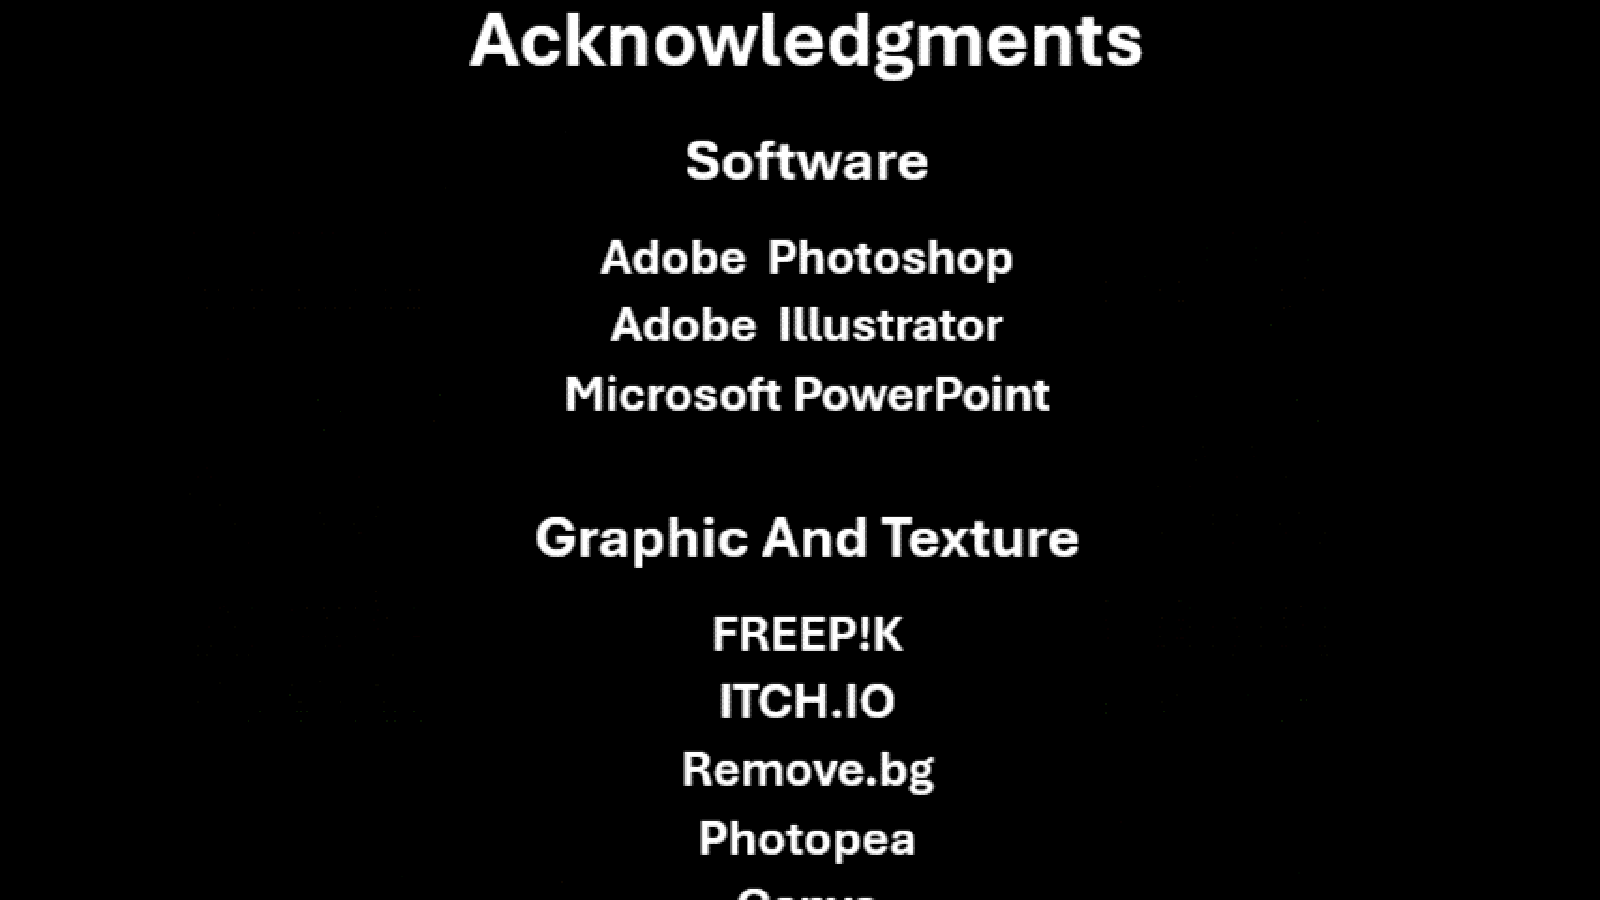 Acknowledgments
Software
Adobe Photoshop
Adobe Illustrator
Microsoft PowerPoint
Graphic And Texture
FREEP!K
ITCH.IO
Remove.bg
Photopea